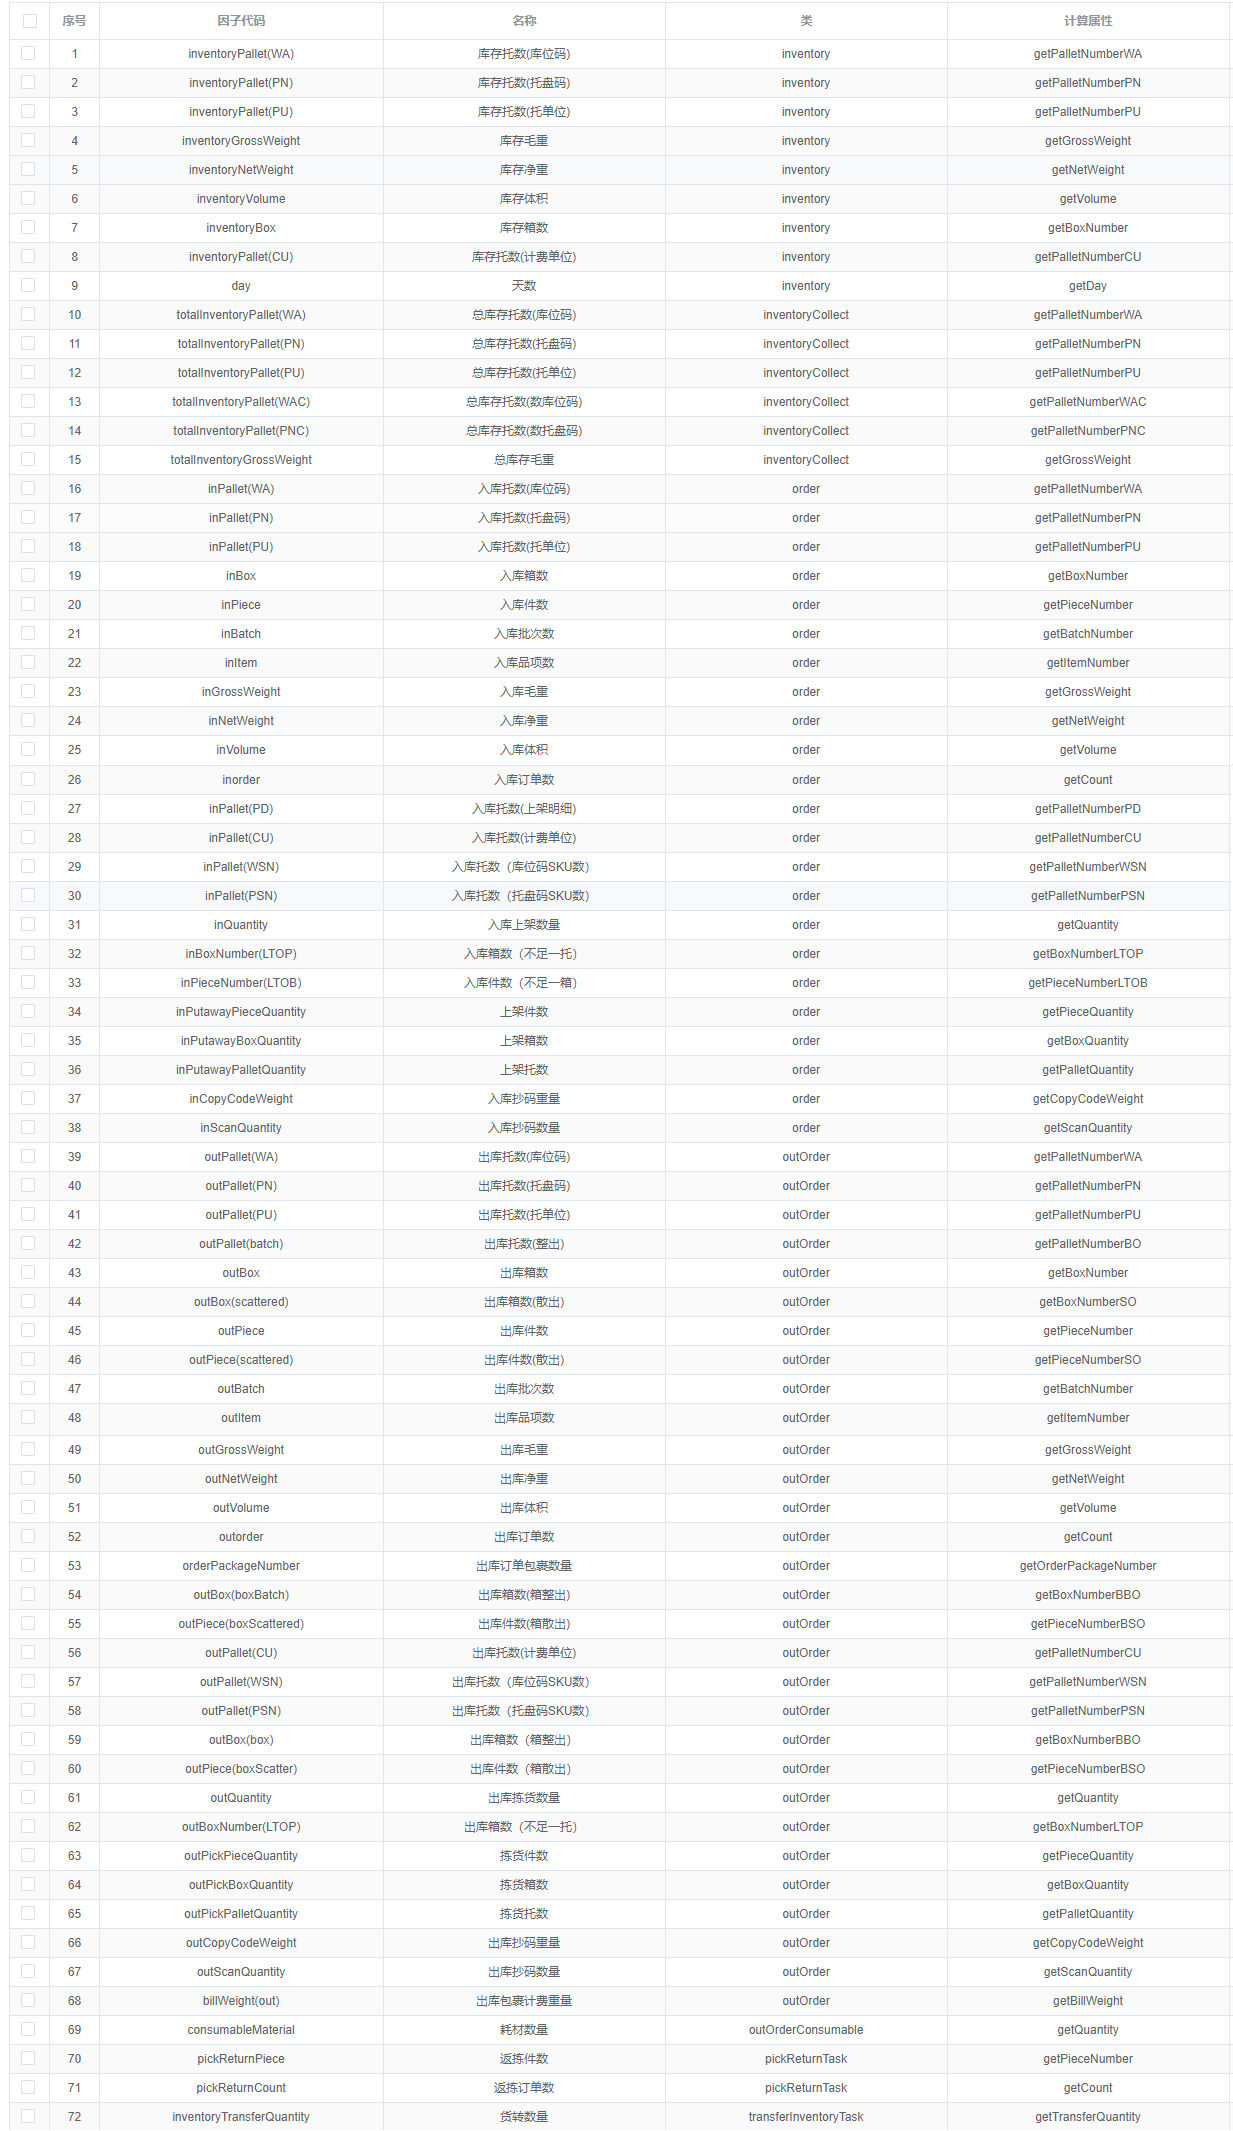 序号 因子代码 名称 类 计算属性
1 inventoryPallet(WA) 库存托数(库位码) inventory getPalletNumberWA
2 inventoryPallet(PN) 库存托数(托盘码) inventory getPalletNumberPN
3 inventoryPallet(PU) 库存托数(托单位) inventory getPalletNumberPU
4 inventoryGrossWeight 库存毛重 inventory getGrossWeight
5 inventoryNetWeight 库存净重 inventory getNetWeight
6 inventoryVolume 库存体积 inventory getVolume
7 inventoryBox 库存箱数 inventory getBoxNumber
8 inventoryPallet(CU) 库存托数(计费单位) inventory getPalletNumberCU
9 day 天数 inventory getDay
10 totalInventoryPallet(WA) 总库存托数(库位码) inventoryCollect getPalletNumberWA
11 totalInventoryPallet(PN) 总库存托数(托盘码) inventoryCollect getPalletNumberPN
12 totalInventoryPallet(PU) 总库存托数(托单位) inventoryCollect getPalletNumberPU
13 totalInventoryPallet(WAC) 总库存托数(数库位码) inventoryCollect getPalletNumberWAC
14 totalInventoryPallet(PNC) 总库存托数(数托盘码) inventoryCollect getPalletNumberPNC
15 totalInventoryGrossWeight 总库存毛重 inventoryCollect getGrossWeight
16 inPallet(WA) 入库托数(库位码) order getPalletNumberWA
17 inPallet(PN) 入库托数(托盘码) order getPalletNumberPN
18 inPallet(PU) 入库托数(托单位) order getPalletNumberPU
19 inBox 入库箱数 order getBoxNumber
20 inPiece 入库件数 order getPieceNumber
21 inBatch 入库批次数 order getBatchNumber
22 inItem 入库品项数 order getItemNumber
23 inGrossWeight 入库毛重 order getGrossWeight
24 inNetWeight 入库净重 order getNetWeight
25 inVolume 入库体积 order getVolume
26 inorder 入库订单数 order getCount
27 inPallet(PD) 入库托数(上架明细) order getPalletNumberPD
28 inPallet(CU) 入库托数(计费单位) order getPalletNumberCU
29 inPallet(WSN) 入库托数（库位码SKU数） order getPalletNumberWSN
30 inPallet(PSN) 入库托数（托盘码SKU数） order getPalletNumberPSN
31 inQuantity 入库上架数量 order getQuantity
32 inBoxNumber(LTOP) 入库箱数（不足一托） order getBoxNumberLTOP
33 inPieceNumber(LTOB) 入库件数（不足一箱） order getPieceNumberLTOB
34 inPutawayPieceQuantity 上架件数 order getPieceQuantity
35 inPutawayBoxQuantity 上架箱数 order getBoxQuantity
36 inPutawayPalletQuantity 上架托数 order getPalletQuantity
37 inCopyCodeWeight 入库抄码重量 order getCopyCodeWeight
38 inScanQuantity 入库抄码数量 order getScanQuantity
39 outPallet(WA) 出库托数(库位码) outOrder getPalletNumberWA
40 outPallet(PN) 出库托数(托盘码) outOrder getPalletNumberPN
41 outPallet(PU) 出库托数(托单位) outOrder getPalletNumberPU
42 outPallet(batch) 出库托数(整出) outOrder getPalletNumberBO
43 outBox 出库箱数 outOrder getBoxNumber
44 outBox(scattered) 出库箱数(散出) outOrder getBoxNumberSO
45 outPiece 出库件数 outOrder getPieceNumber
46 outPiece(scattered) 出库件数(散出) outOrder getPieceNumberSO
47 outBatch 出库批次数 outOrder getBatchNumber
48 outItem 出库品项数 outOrder getItemNumber
49 outGrossWeight 出库毛重 outOrder getGrossWeight
50 outNetWeight 出库净重 outOrder getNetWeight
51 outVolume 出库体积 outOrder getVolume
52 outorder 出库订单数 outOrder getCount
53 orderPackageNumber 出库订单包裹数量 outOrder getOrderPackageNumber
54 outBox(boxBatch) 出库箱数(箱整出) outOrder getBoxNumberBBO
55 outPiece(boxScattered) 出库件数(箱散出) outOrder getPieceNumberBSO
56 outPallet(CU) 出库托数(计费单位) outOrder getPalletNumberCU
57 outPallet(WSN) 出库托数（库位码SKU数） outOrder getPalletNumberWSN
58 outPallet(PSN) 出库托数（托盘码SKU数） outOrder getPalletNumberPSN
59 outBox(box) 出库箱数（箱整出） outOrder getBoxNumberBBO
60 outPiece(boxScatter) 出库件数（箱散出） outOrder getPieceNumberBSO
61 outQuantity 出库拣货数量 outOrder getQuantity
62 outBoxNumber(LTOP) 出库箱数（不足一托） outOrder getBoxNumberLTOP
63 outPickPieceQuantity 拣货件数 outOrder getPieceQuantity
64 outPickBoxQuantity 拣货箱数 outOrder getBoxQuantity
65 outPickPalletQuantity 拣货托数 outOrder getPalletQuantity
66 outCopyCodeWeight 出库抄码重量 outOrder getCopyCodeWeight
67 outScanQuantity 出库抄码数量 outOrder getScanQuantity
68 billWeight(out) 出库包裹计费重量 outOrder getBillWeight
69 consumableMaterial 耗材数量 outOrderConsumable getQuantity
70 pickReturnPiece 返拣件数 pickReturnTask getPieceNumber
71 pickReturnCount 返拣订单数 pickReturnTask getCount
72 inventoryTransferQuantity 货转数量 transferInventoryTask getTransferQuantity